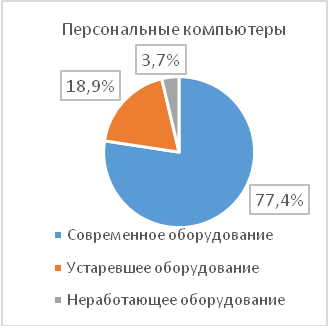 Персональные компьютеры
3,7%
18,9%
77,4%
Современное оборудование
Устаревшее оборудование
Неработающее оборудование